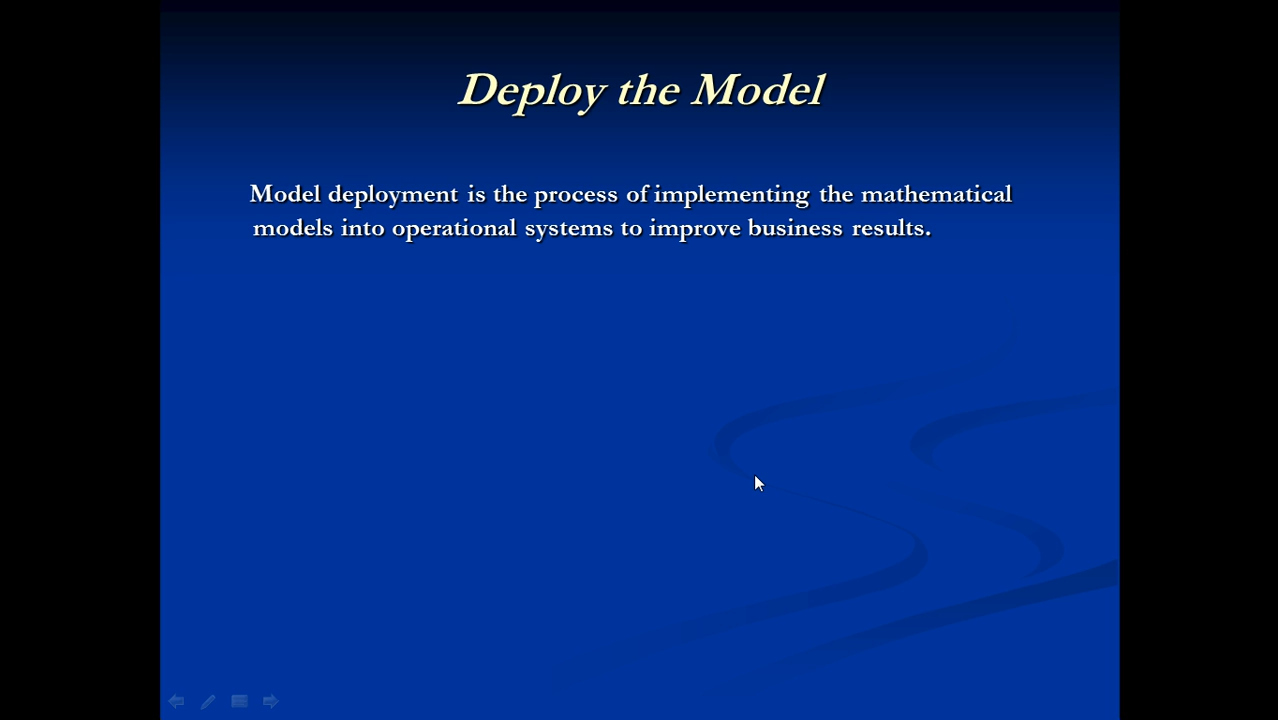 Deploy the Model
Model deployment is the process of implementing the mathematical
models into operational systems to improve business results.